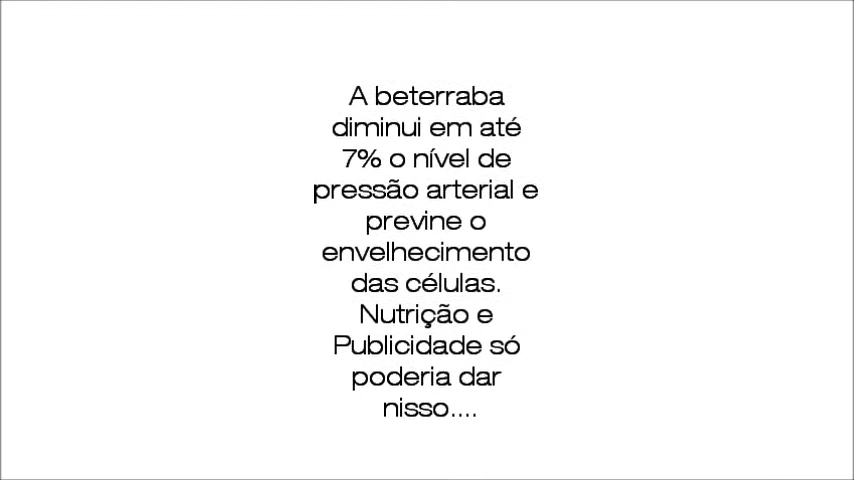 A beterraba
diminui em até
7% o nível de
pressão arterial e
previne o
envelhecimento
das células.
Nutrição e
Publicidade só
poderia dar
nisso....